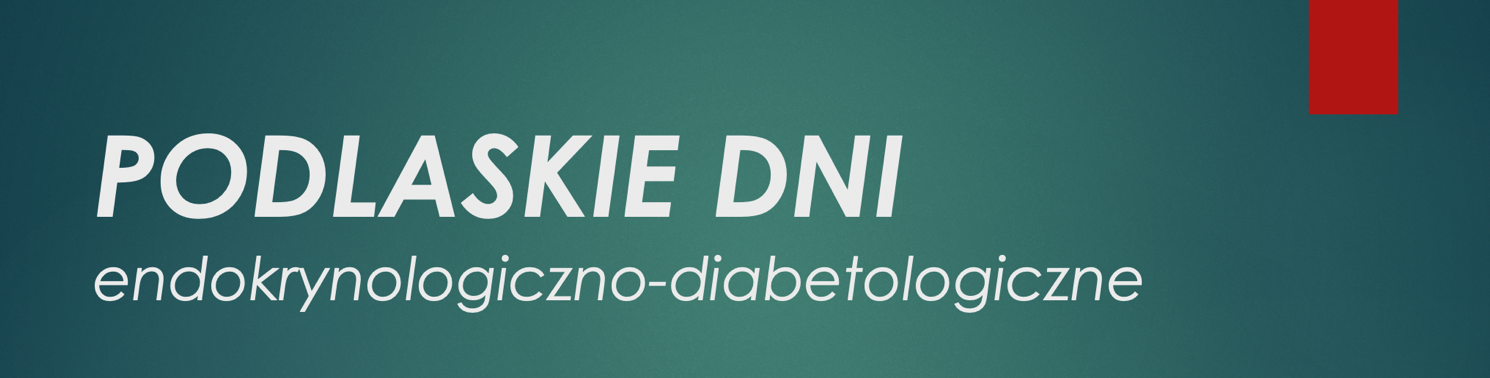 PODLASKIE DNI
endokrynologiczno-diabetologiczne